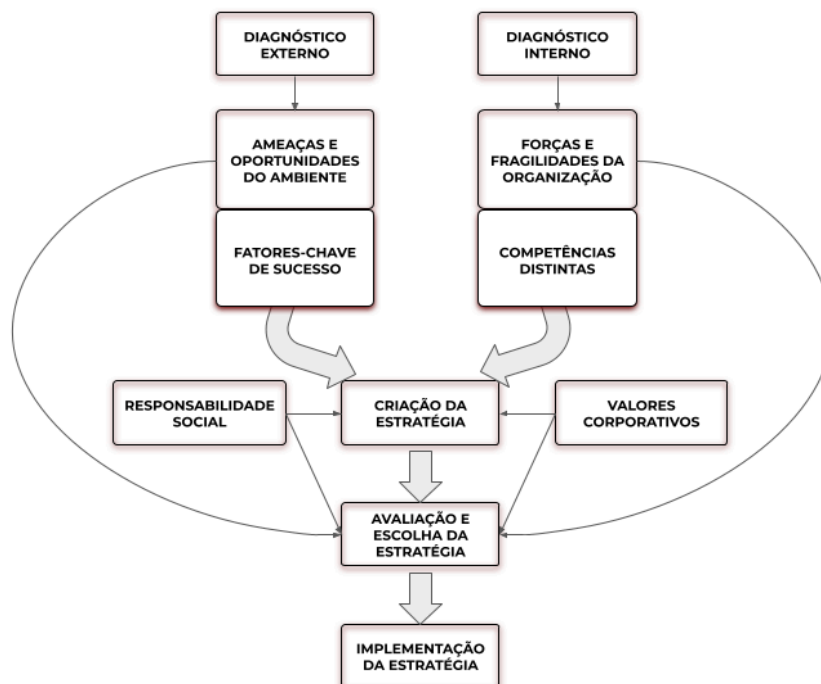 DIAGNÓSTICO
EXTERNO
DIAGNÓSTICO
INTERNO
AMEAÇAS E
OPORTUNIDADES
DO AMBIENTE
FORÇAS E
FRAGILIDADES DA
ORGANIZAÇÃO
FATORES-CHAVE
DE SUCESSO
COMPETÊNCIAS
DISTINTAS
RESPONSABILIDADE
SOCIAL
CRIAÇÃO DA
ESTRATÉGIA
VALORES
CORPORATIVOS
AVALIAÇÃO E
ESCOLHA DA
ESTRATÉGIA
IMPLEMENTAÇÃO
DA ESTRATÉGIA